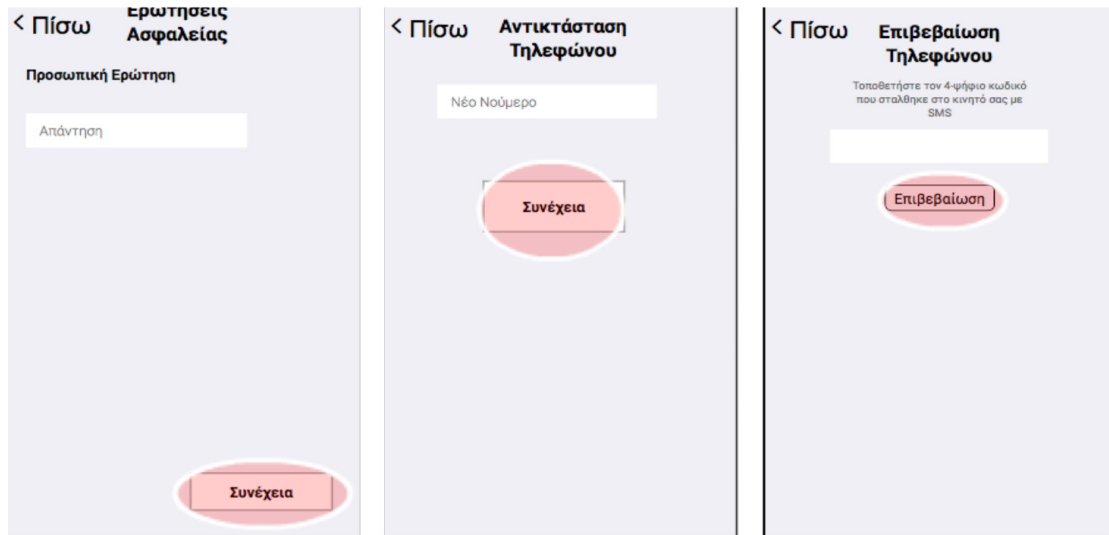 < Πίσω
Ερωτήσεις
Ασφαλείας
Προσωπική Ερώτηση
Απάντηση
Συνέχεια
< Πίσω
Αντικτάσταση
Τηλεφώνου
Νέο Νούμερο
Συνέχεια
< Πίσω
Επιβεβαίωση
Τηλεφώνου
Τοποθετήστε τον 4-ψήφιο κωδικό
που σταλθηκε στο κινητό σας με
SMS
Επιβεβαίωση